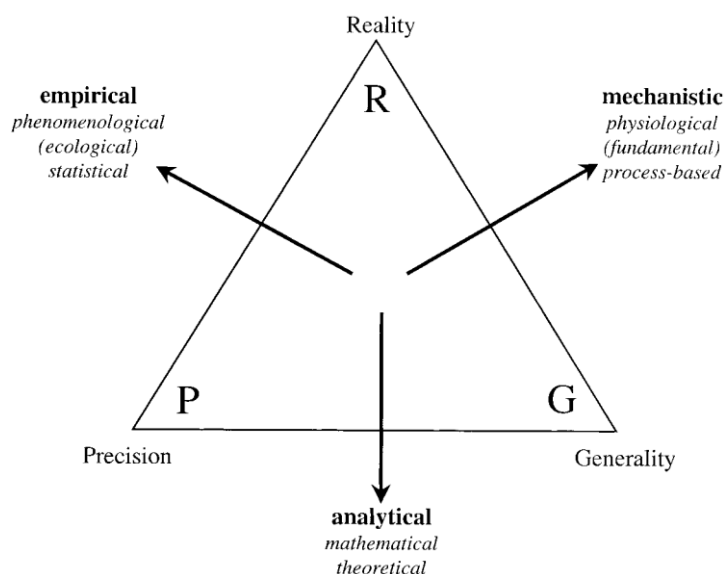 Reality
R
empirical
phenomenological
(ecological)
statistical
mechanistic
physiological
(fundamental)
process-based
P
G
Precision
Generality
analytical
mathematical
theoretical